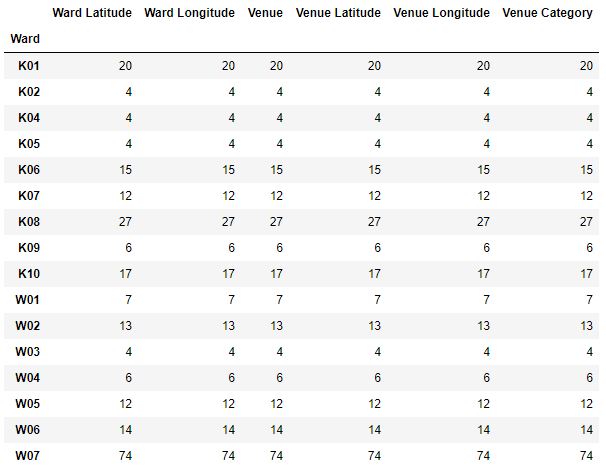 Ward Latitude Ward Longitude Venue Venue Latitude Venue Longitude Venue Category
Ward
K01 20 20 20 20 20 20
K02 4 4 4 4 4 4
K04 4 4 4 4 4 4
K05 4 4 4 4 4 4
K06 15 15 15 15 15 15
K07 12 12 12 12 12 12
K08 27 27 27 27 27 27
K09 6 6 6 6 6 6
K10 17 17 17 17 17 17
W01 7 7 7 7 7 7
W02 13 13 13 13 13 13
W03 4 4 4 4 4 4
W04 6 6 6 6 6 6
W05 12 12 12 12 12 12
W06 14 14 14 14 14 14
W07 74 74 74 74 74 74